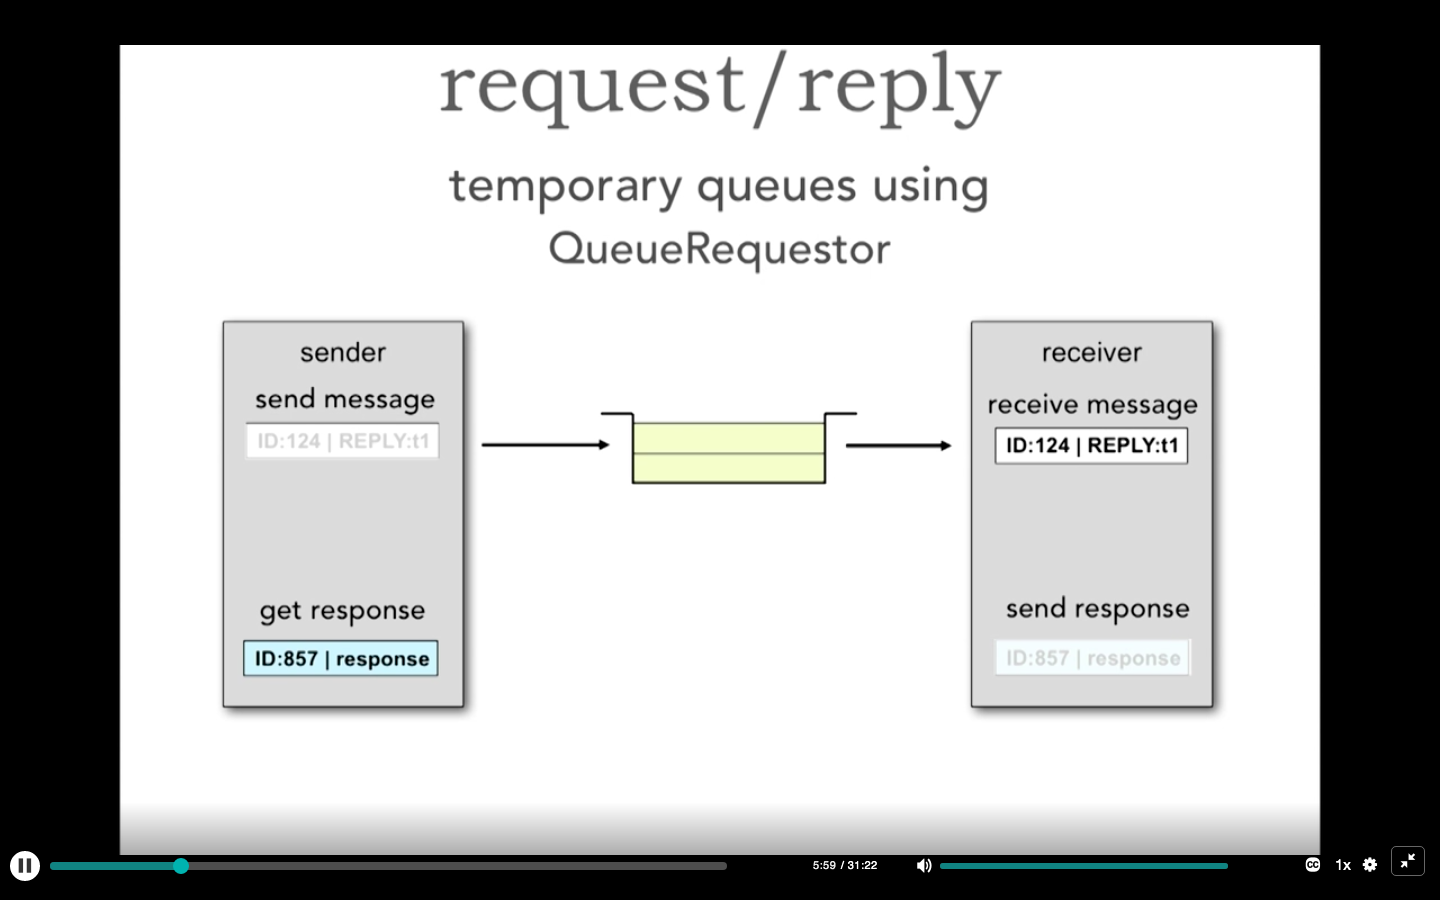 request/reply
temporary queues using
QueueRequestor
sender
send message
ID:124 | REPLY:t1
get response
ID:857 | response
receiver
receive message
ID:124 | REPLY:t1
send response
ID:857 | response
5:59 / 31:22
CC
1x